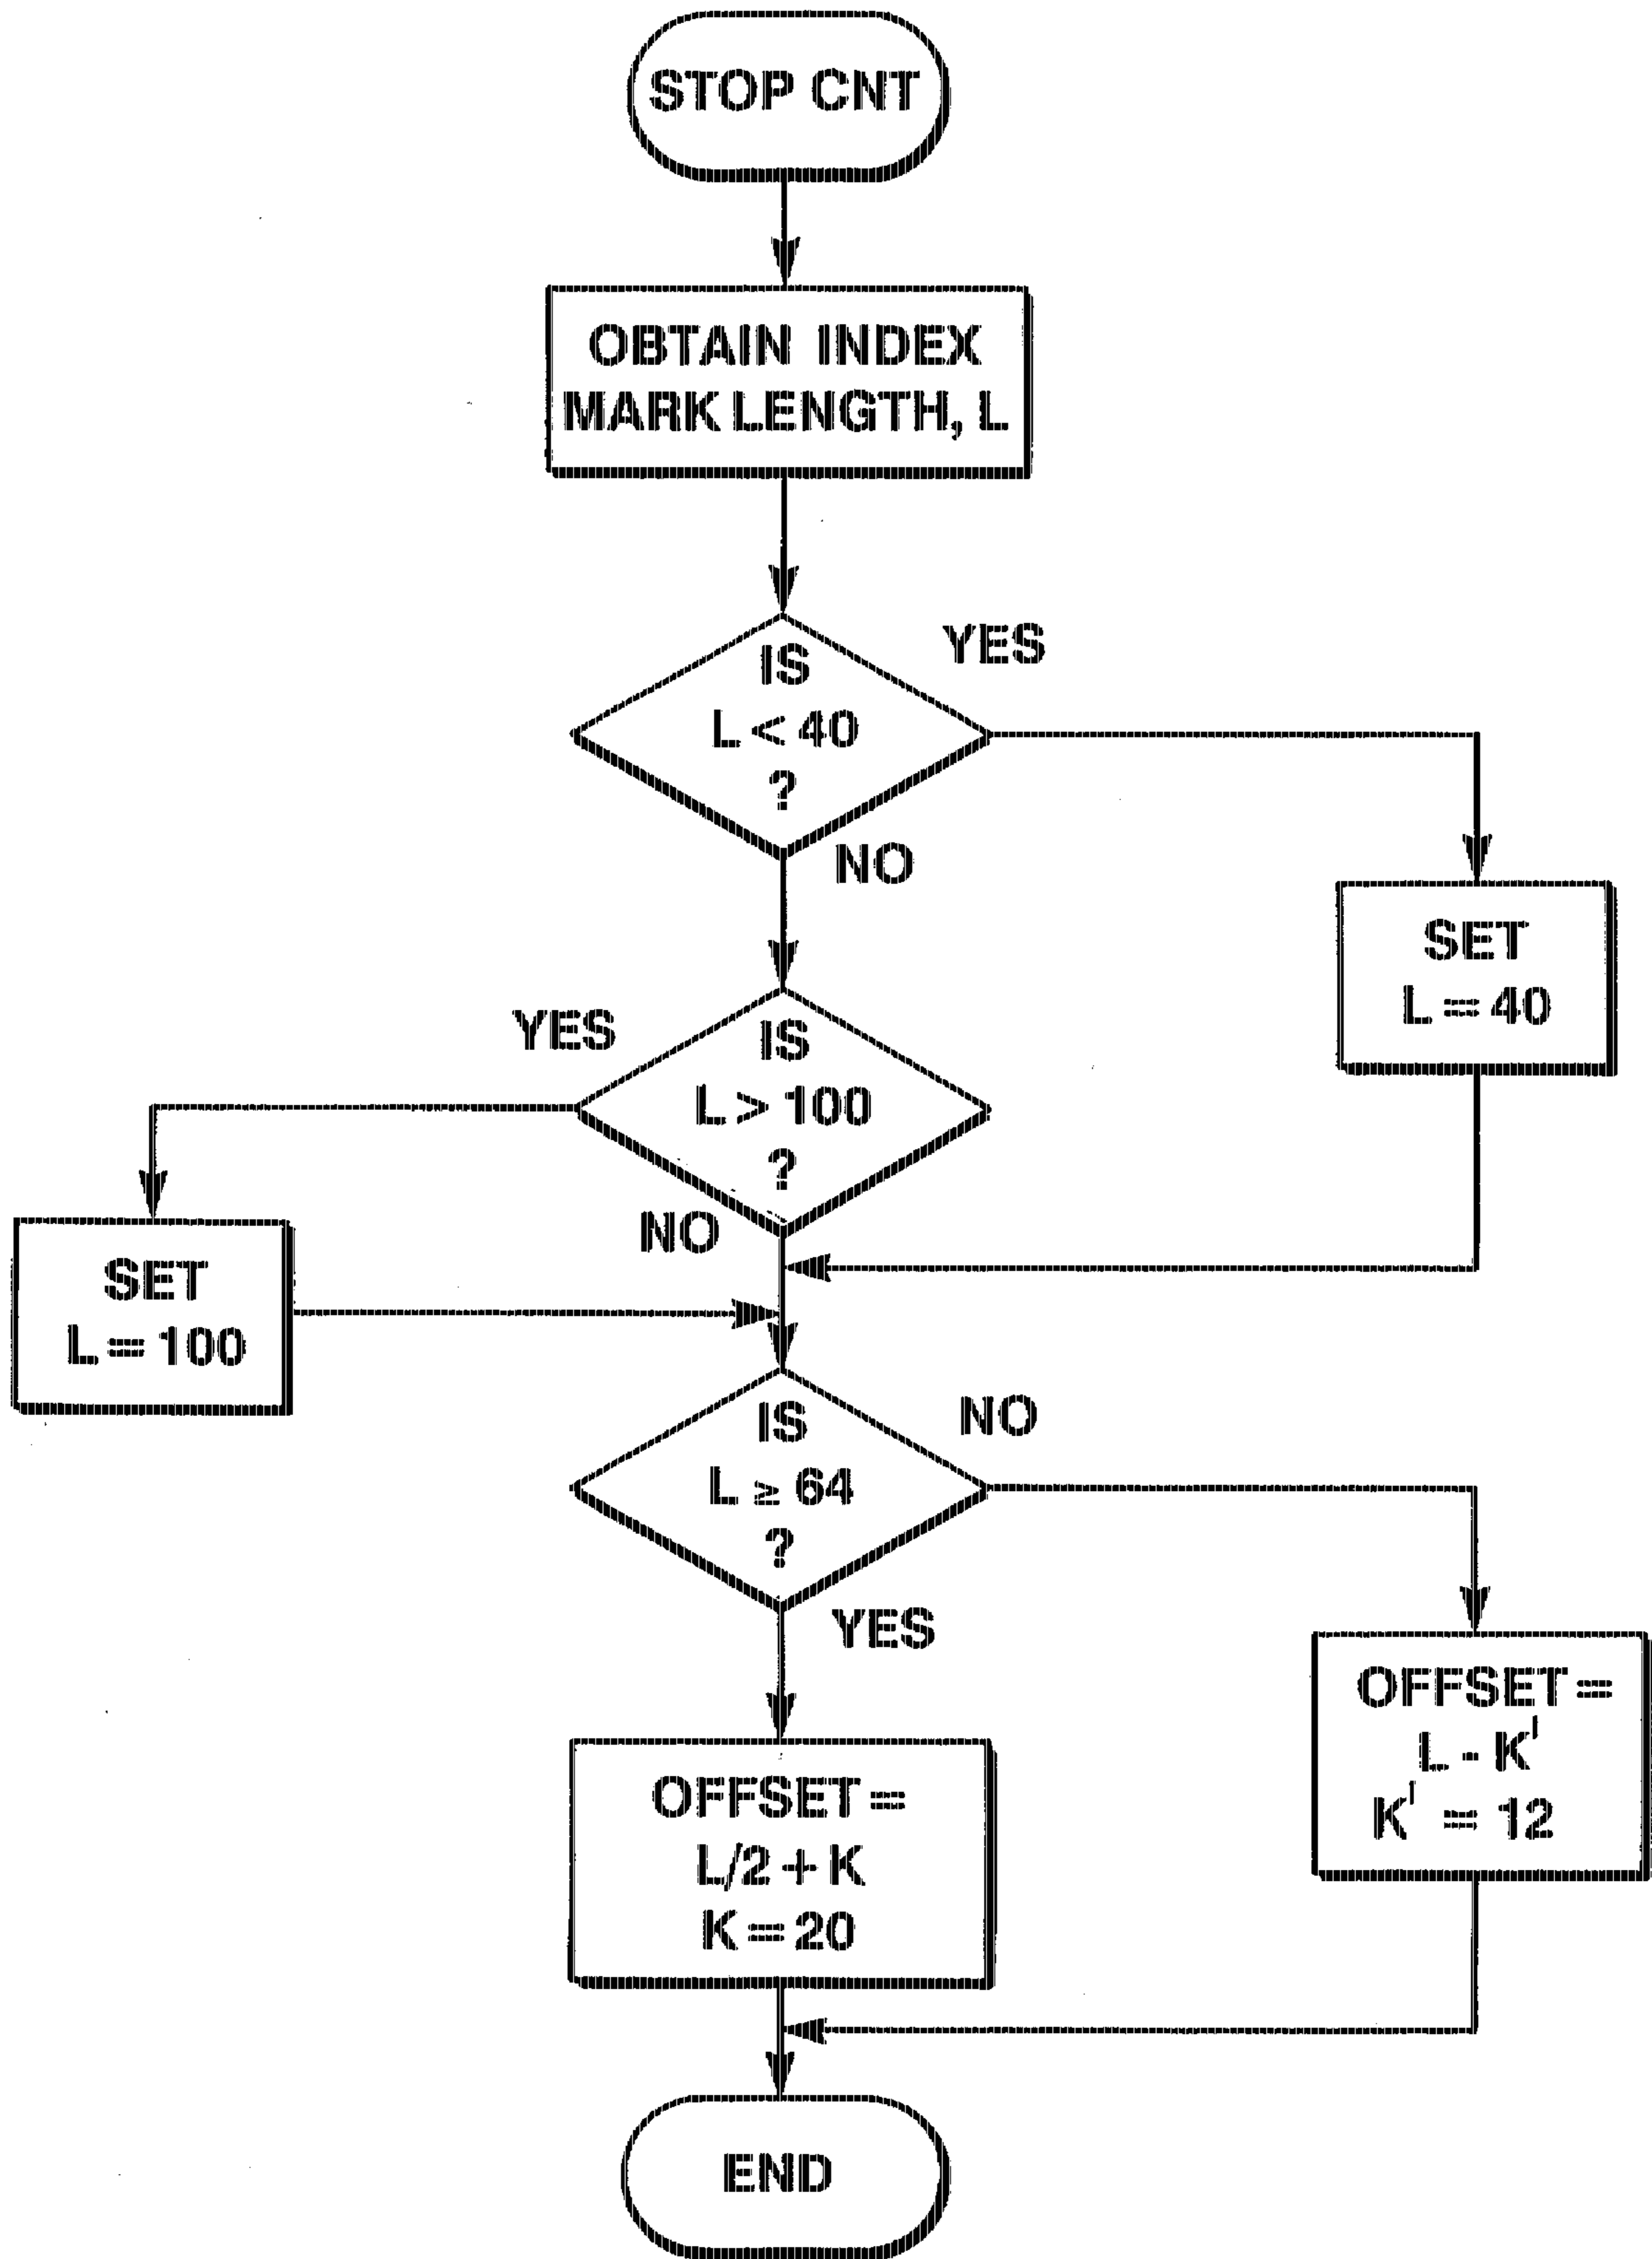 STOP CNT
OBTAIN INDEX
MARK LENGTH, L
IS
L < 40
?
YES
NO
SET
L = 40
IS
L > 100
?
YES
NO
SET
L = 100
IS
L ≥ 64
?
NO
YES
OFFSET =
L - K'
K' = 12
OFFSET =
L/2 + K
K = 20
END